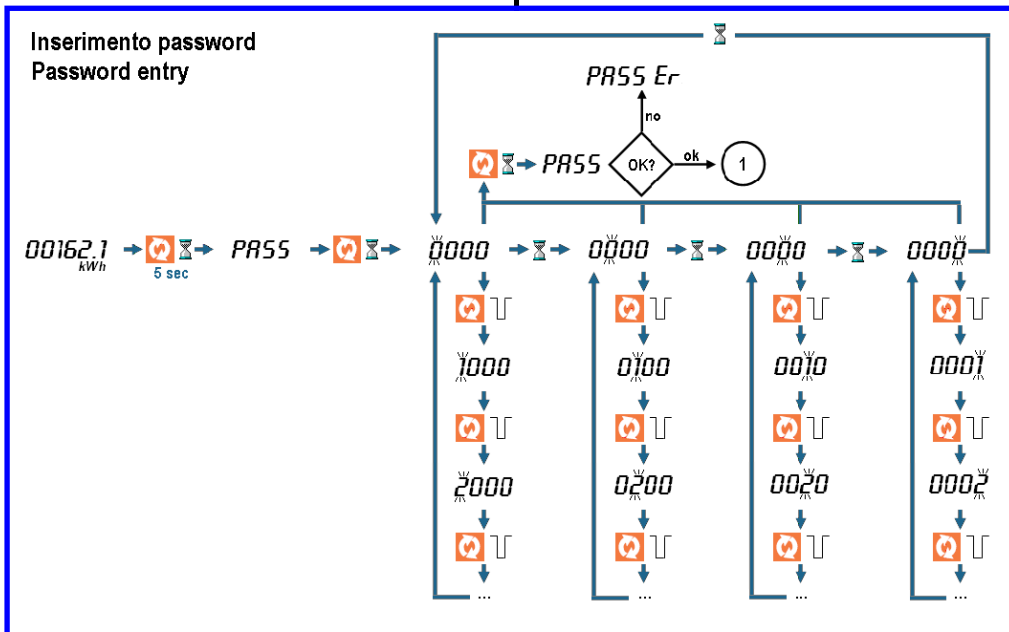 Inserimento password
Password entry
PASS Er
no
PASS
OK?
ok
1
00162.1
kWh
5 sec
PASS
0000
0000
0000
0000
1000
0100
0010
0001
2000
0200
0020
0002
...
...
...
...